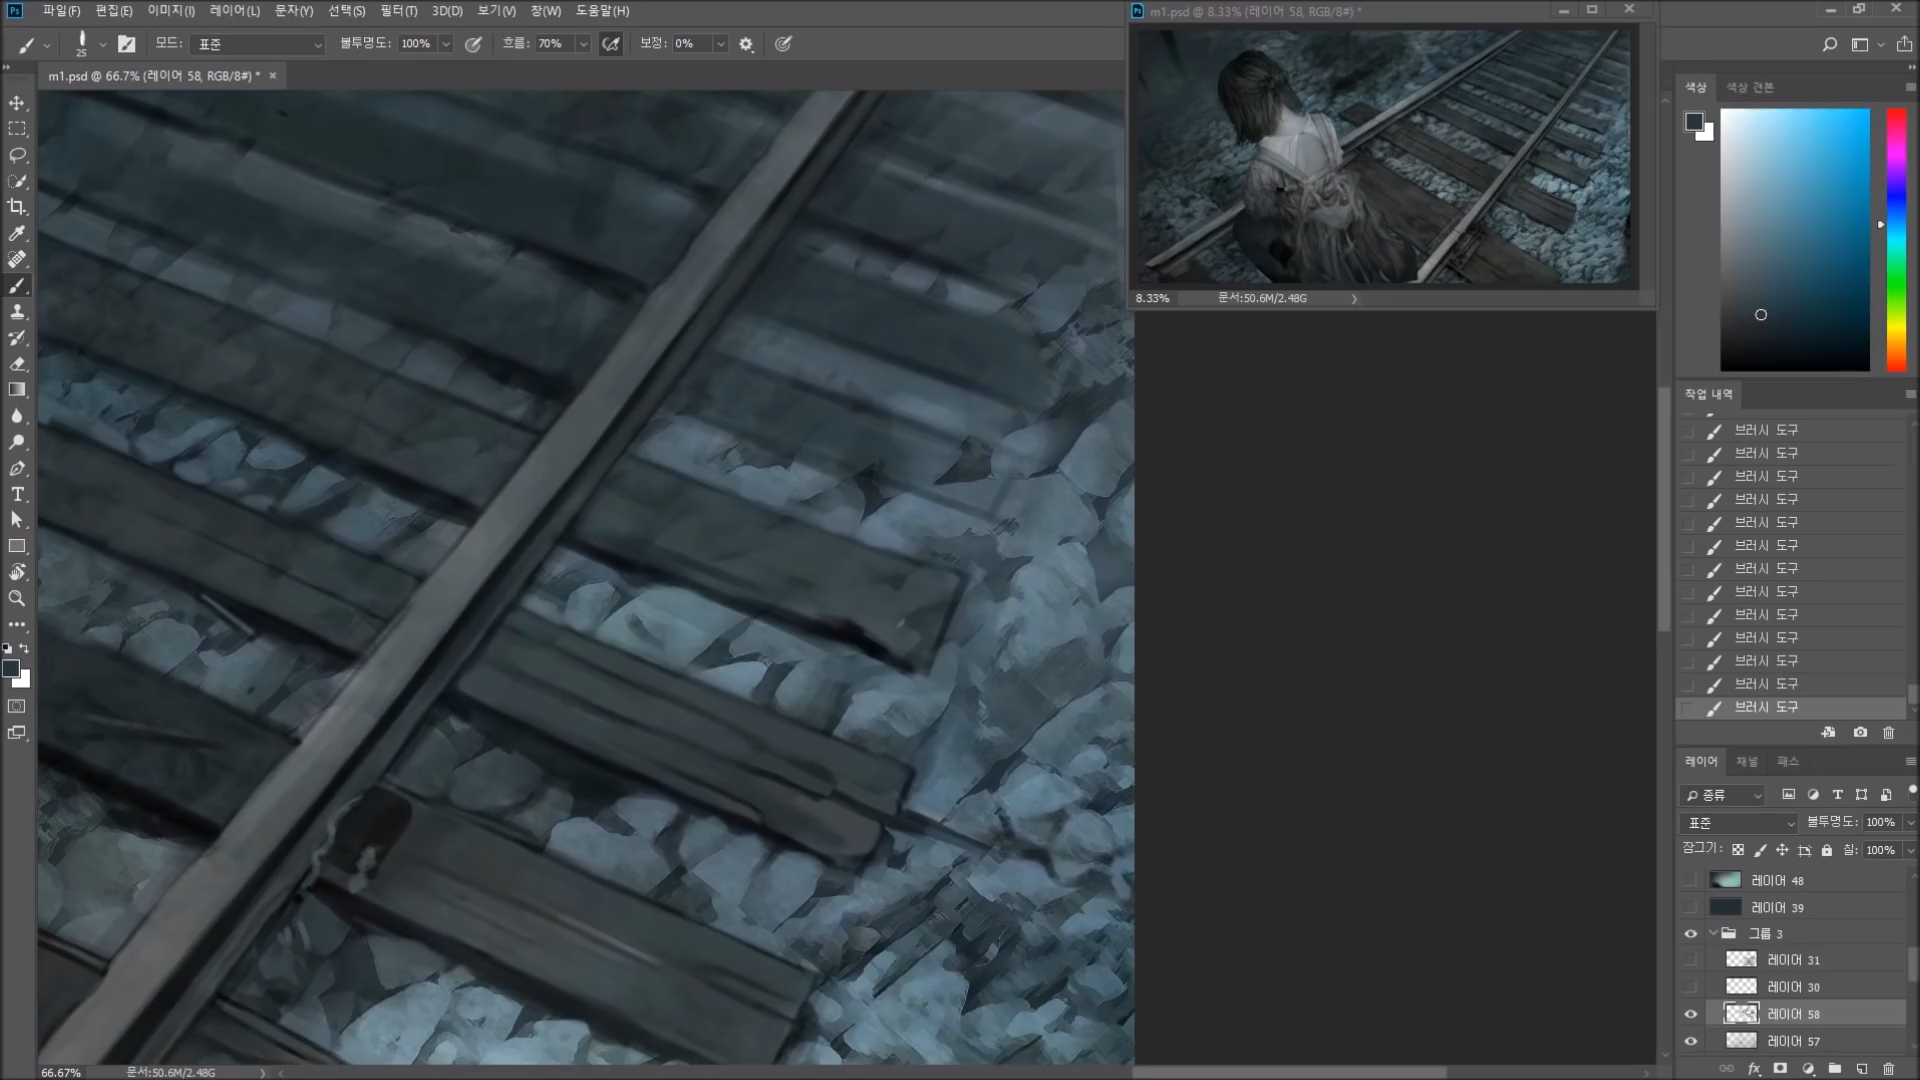 Ps 파일(F) 편집(E) 이미지(I) 레이어(L) 문자(Y) 선택(S) 필터(T) 3D(D) 보기(V) 창(W) 도움말(H)
25 모드: 표준 불투명도: 100% 흐름: 70% 보정: 0%
m1.psd @ 66.7% (레이어 58, RGB/8#) *
m1.psd @ 8.33% (레이어 58, RGB/8#) *
8.33% 문서:50.6M/2.48G
색상 색상 견본
작업 내역
브러시 도구
브러시 도구
브러시 도구
브러시 도구
브러시 도구
브러시 도구
브러시 도구
브러시 도구
브러시 도구
브러시 도구
브러시 도구
브러시 도구
브러시 도구
레이어 채널 패스
종류
표준 불투명도: 100%
잠그기: 칠: 100%
레이어 48
레이어 39
그룹 3
레이어 31
레이어 30
레이어 58
레이어 57
fx
66.67% 문서:50.6M/2.48G